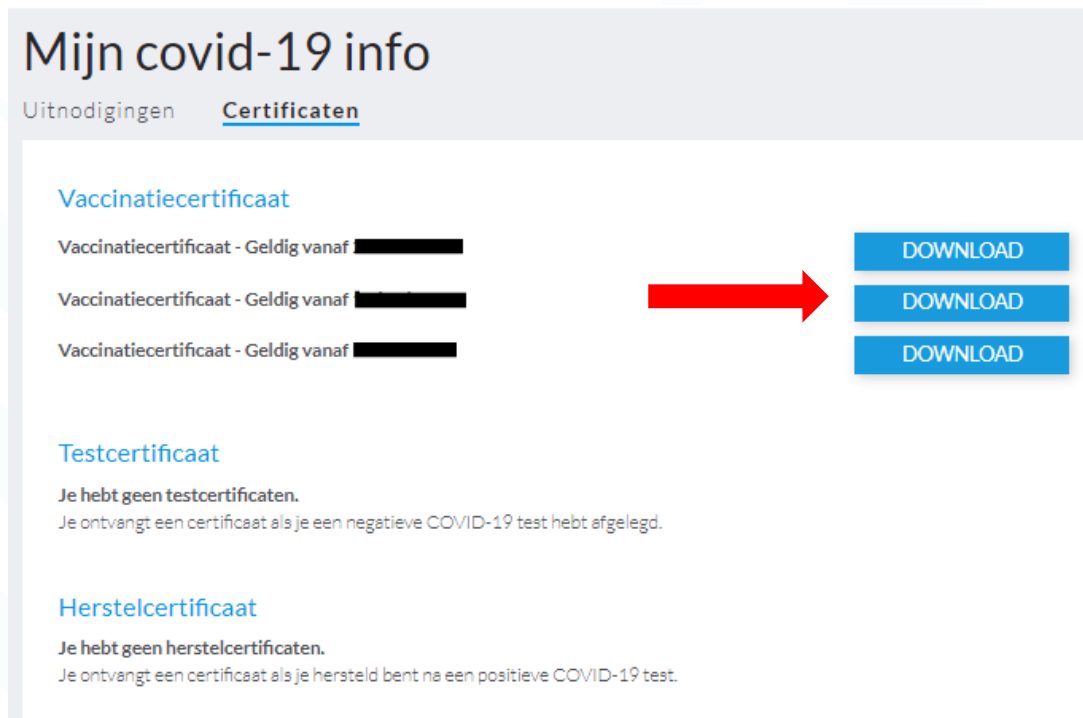 Mijn covid-19 info
Uitnodigingen Certificaten
Vaccinatiecertificaat
Vaccinatiecertificaat - Geldig vanaf
DOWNLOAD
Vaccinatiecertificaat - Geldig vanaf
DOWNLOAD
Vaccinatiecertificaat - Geldig vanaf
DOWNLOAD
Testcertificaat
Je hebt geen testcertificaten.
Je ontvangt een certificaat als je een negatieve COVID-19 test hebt afgelegd.
Herstelcertificaat
Je hebt geen herstelcertificaten.
Je ontvangt een certificaat als je hersteld bent na een positieve COVID-19 test.